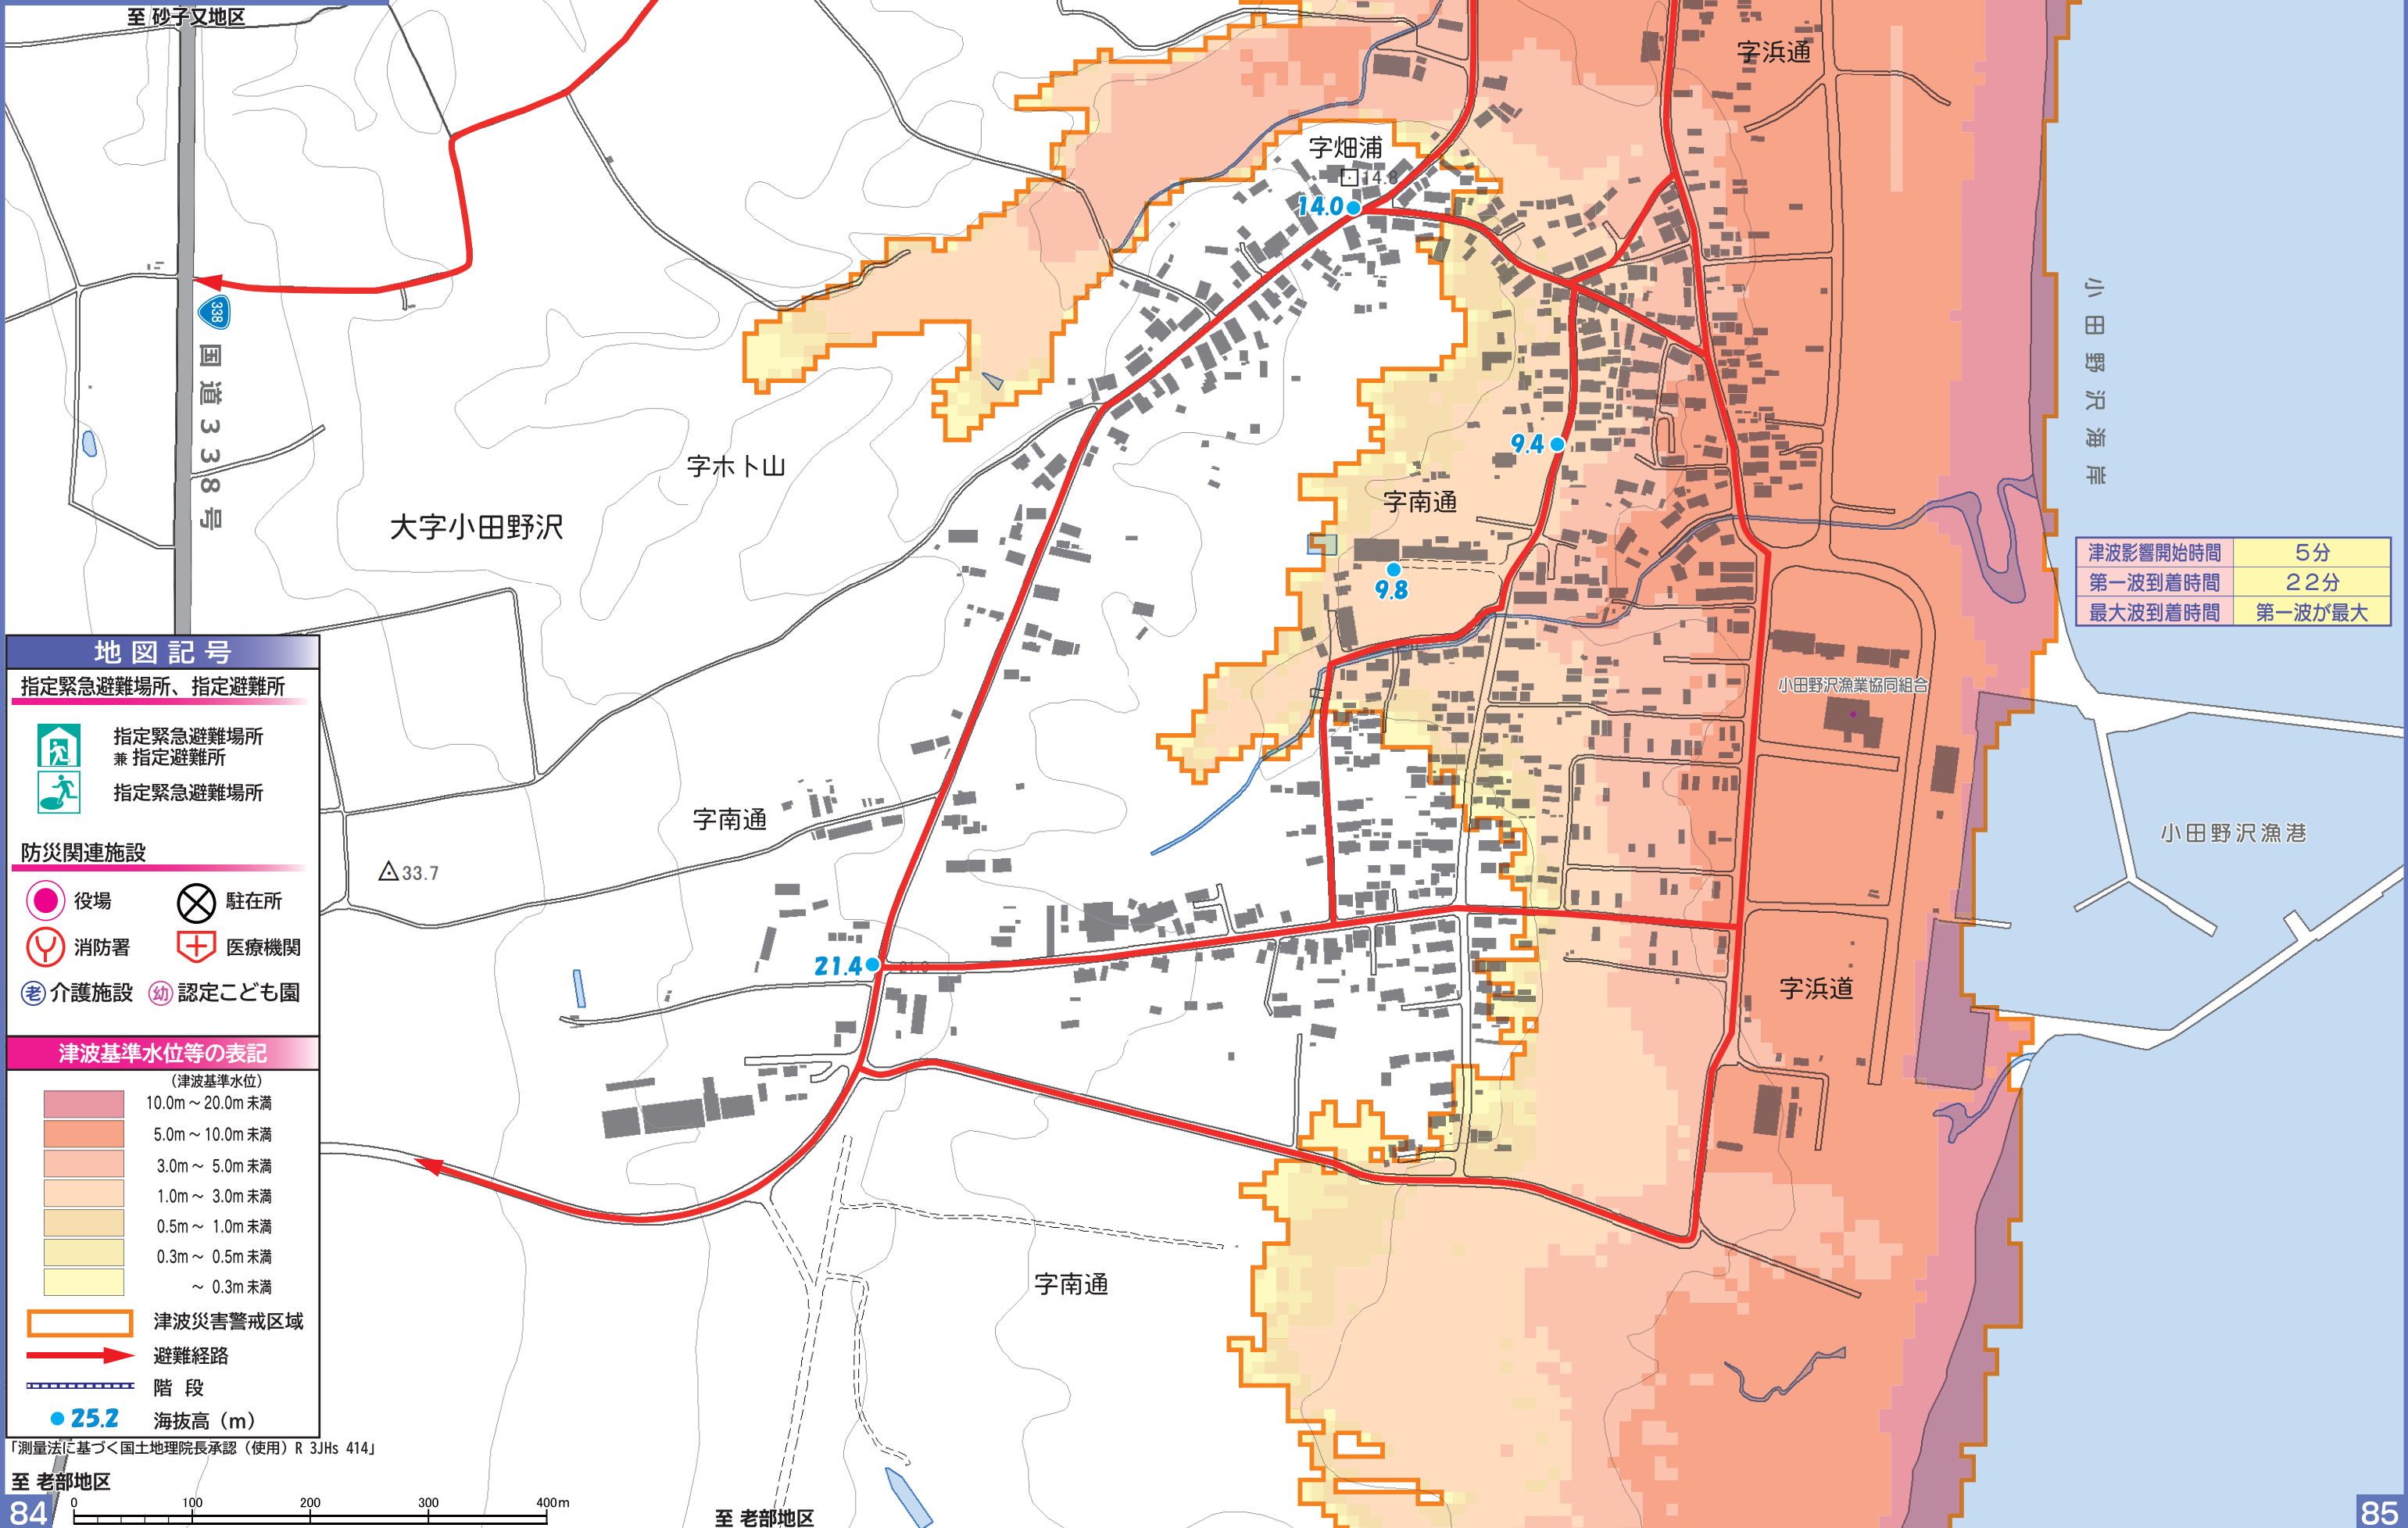 至 砂子又地区
字浜通
字畑浦
14.8
14.0
338
国道338号
小田野沢海岸
9.4
字ホト山
字南通
大字小田野沢
津波影響開始時間 5分
第一波到着時間 22分
最大波到着時間 第一波が最大
9.8
地図記号
指定緊急避難場所、指定避難所
指定緊急避難場所
兼 指定避難所
指定緊急避難場所
防災関連施設
役場
駐在所
消防署
医療機関
老 介護施設
幼 認定こども園
小田野沢漁業協同組合
小田野沢漁港
字南通
33.7
21.4
字浜道
津波基準水位等の表記
（津波基準水位）
10.0m～20.0m未満
5.0m～10.0m未満
3.0m～ 5.0m未満
1.0m～ 3.0m未満
0.5m～ 1.0m未満
0.3m～ 0.5m未満
～ 0.3m未満
津波災害警戒区域
避難経路
階 段
25.2 海抜高（m）
字南通
「測量法に基づく国土地理院長承認（使用）R 3JHs 414」
至 老部地区
0 100 200 300 400m
至 老部地区
84
85